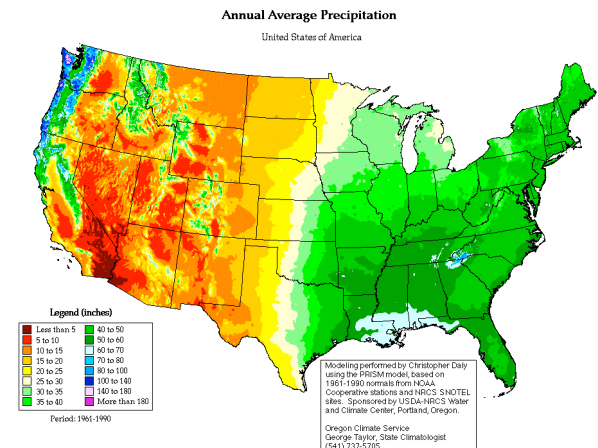 Annual Average Precipitation
United States of America
Legend (inches)
Less than 5
5 to 10
10 to 15
15 to 20
20 to 25
25 to 30
30 to 35
35 to 40
40 to 50
50 to 60
60 to 70
70 to 80
80 to 100
100 to 140
140 to 180
More than 180
Period: 1961-1990
Modeling performed by Christopher Daly
using the PRISM model, based on
1961-1990 normals from NOAA
Cooperative stations and NRCS SNOTEL
sites. Sponsored by USDA-NRCS Water
and Climate Center, Portland, Oregon.
Oregon Climate Service
George Taylor, State Climatologist
(541) 737-5705